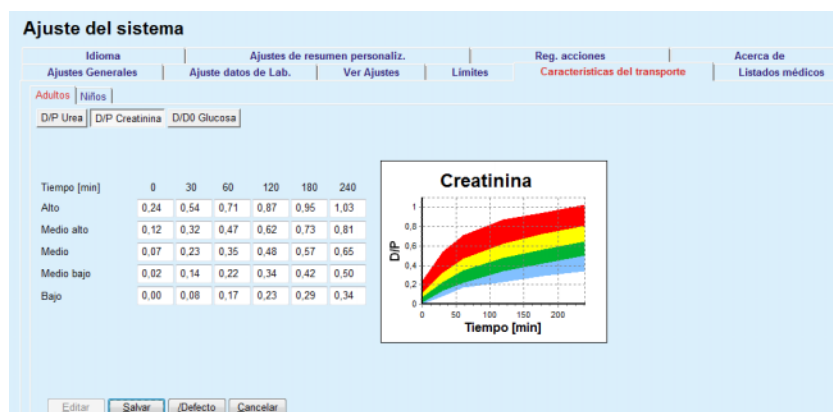 Ajuste del sistema
Idioma Ajustes de resumen personaliz. Reg. acciones Acerca de
Ajustes Generales Ajuste datos de Lab. Ver Ajustes Límites Caracteristicas del transporte Listados médicos
Adultos Niños
D/P Urea D/P Creatinina D/D0 Glucosa
Tiempo [min] 0 30 60 120 180 240
Alto 0,24 0,54 0,71 0,87 0,95 1,03
Medio alto 0,12 0,32 0,47 0,62 0,73 0,81
Medio 0,07 0,23 0,35 0,48 0,57 0,65
Medio bajo 0,02 0,14 0,22 0,34 0,42 0,50
Bajo 0,00 0,08 0,17 0,23 0,29 0,34
Creatinina
D/P
1
0,8
0,6
0,4
0,2
0
0 50 100 150 200
Tiempo [min]
Editar Salvar /Defecto Cancelar